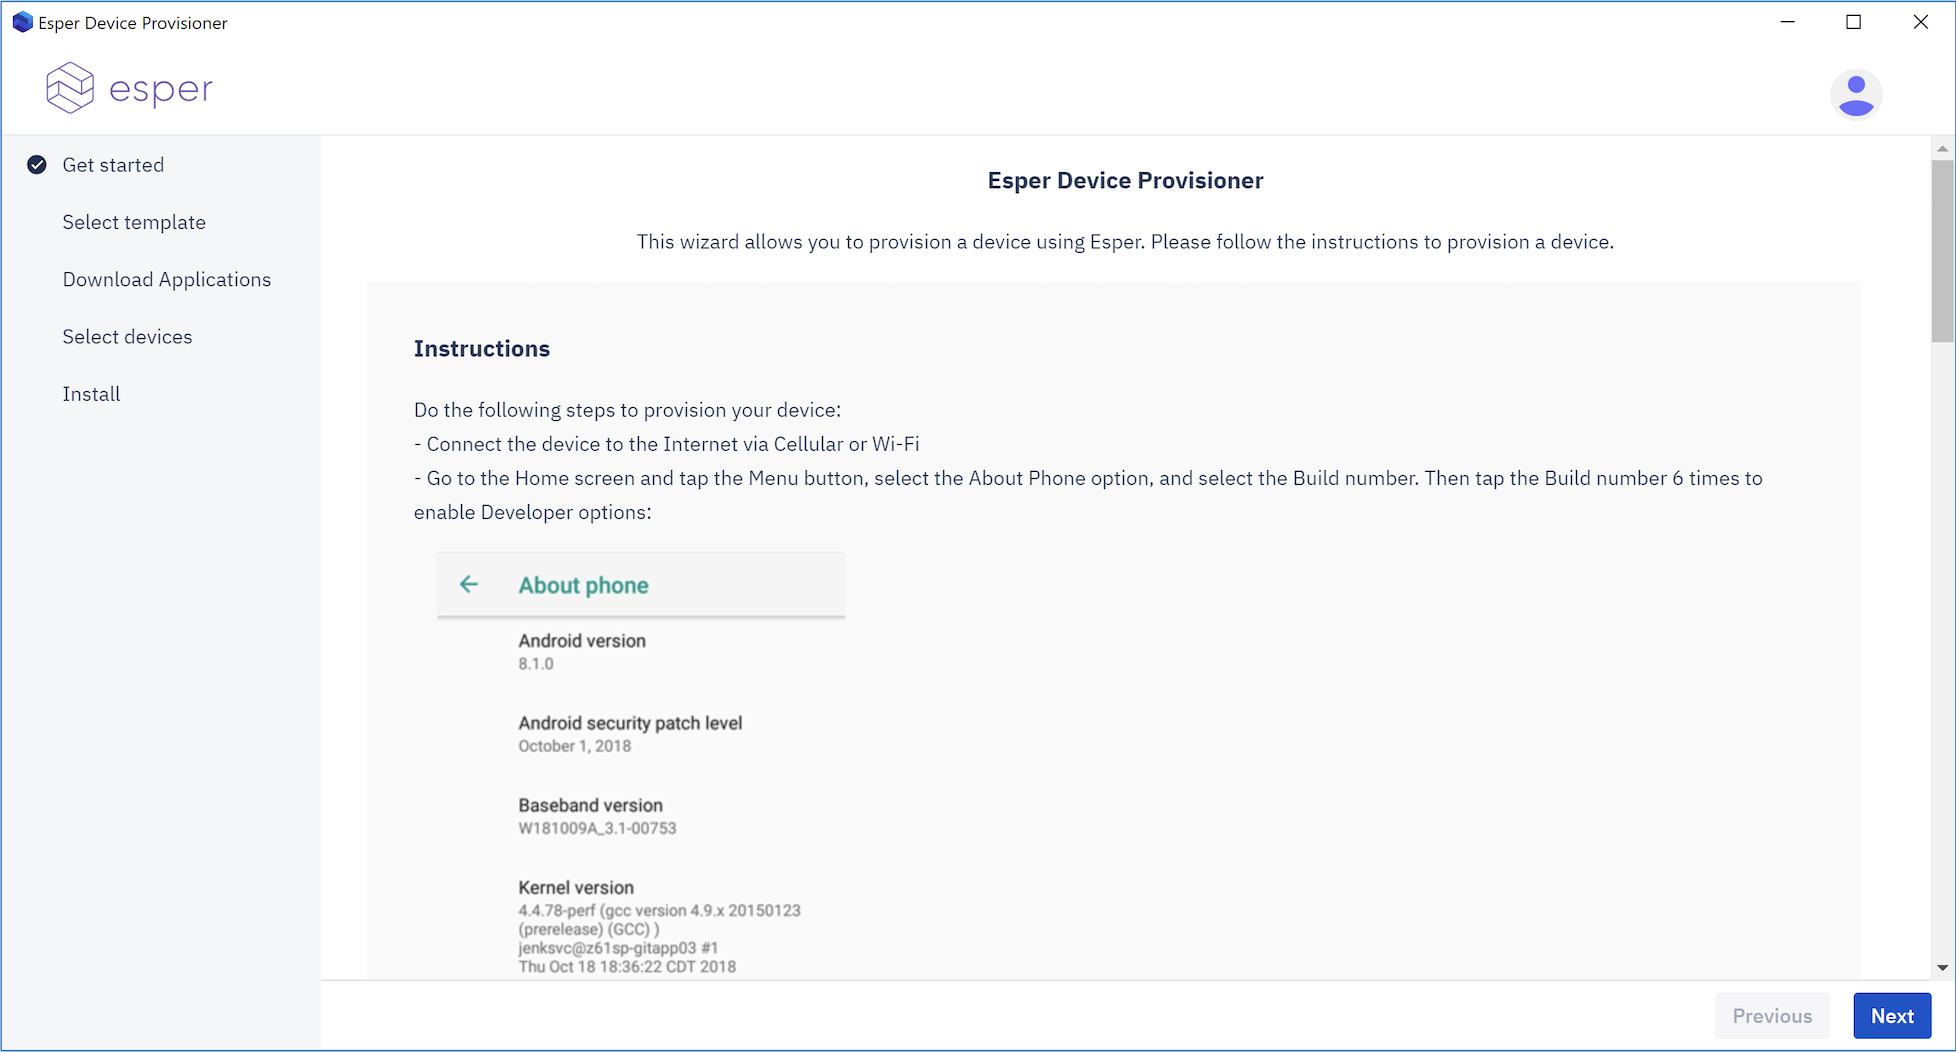 Esper Device Provisioner
esper
Get started
Select template
Download Applications
Select devices
Install
Esper Device Provisioner
This wizard allows you to provision a device using Esper. Please follow the instructions to provision a device.
Instructions
Do the following steps to provision your device:
- Connect the device to the Internet via Cellular or Wi-Fi
- Go to the Home screen and tap the Menu button, select the About Phone option, and select the Build number. Then tap the Build number 6 times to
enable Developer options:
About phone
Android version
8.1.0
Android security patch level
October 1, 2018
Baseband version
W181009A_3.1-00753
Kernel version
4.4.78-perf (gcc version 4.9.x 20150123
(prerelease) (GCC) )
jenksvc@z61sp-gitapp03 #1
Thu Oct 18 18:36:22 CDT 2018
Previous
Next